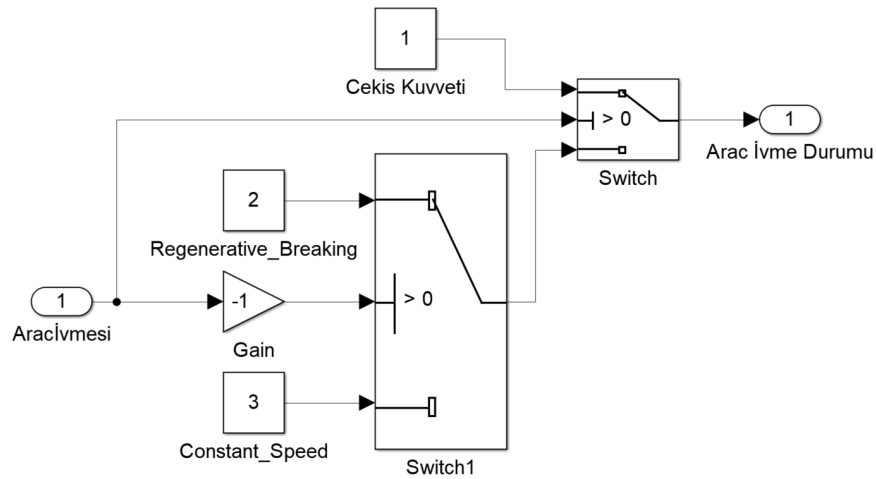 1
Cekis Kuvveti
> 0
1
Arac İvme Durumu
Switch
2
Regenerative_Breaking
1
Aracİvmesi
-1
Gain
> 0
3
Constant_Speed
Switch1